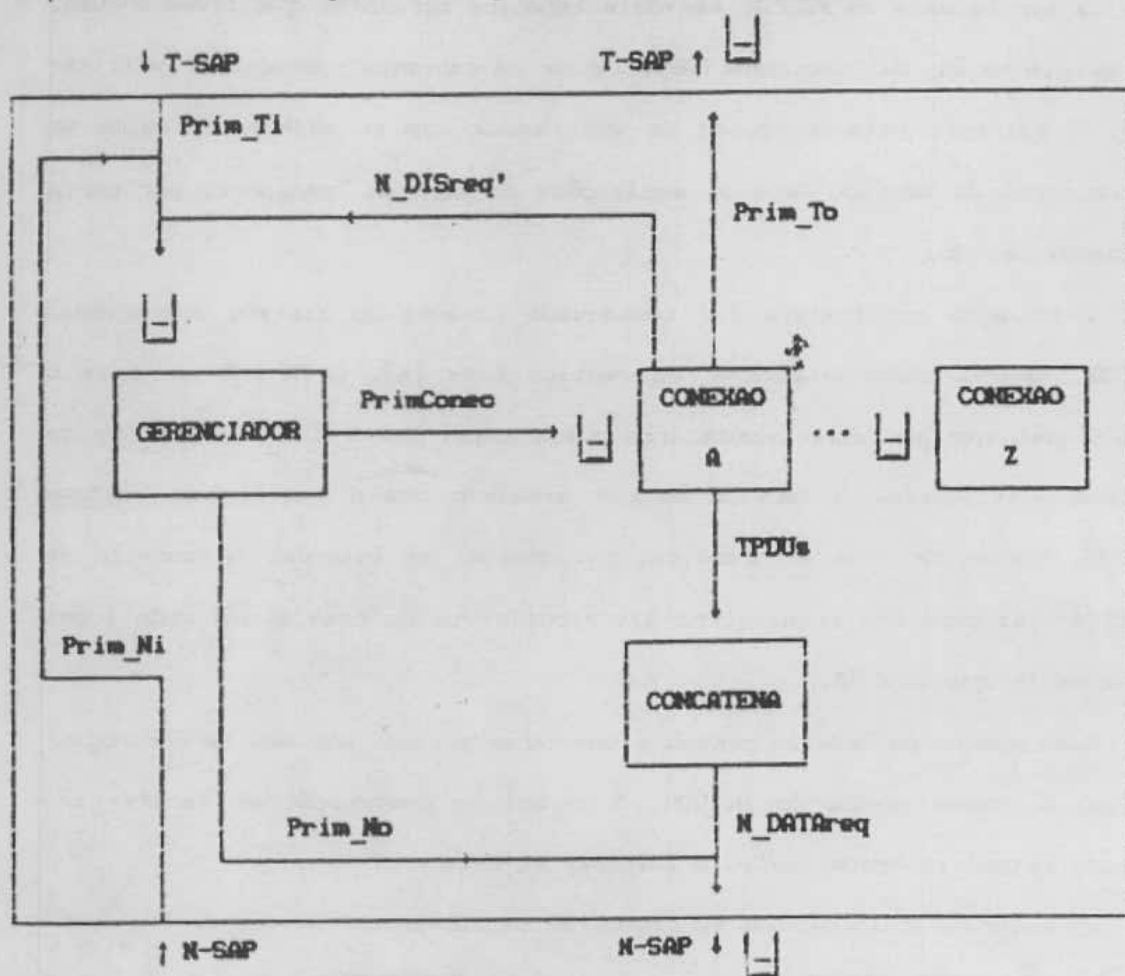 ↓ T-SAP
T-SAP ↑
Prim_Ti
N_DISreq'
Prim_To
PrimConec
GERENCIADOR
CONEXAO
A
...
CONEXAO
Z
TPDUs
Prim_Ni
CONCATENA
Prim_No
N_DATAreq
↑ N-SAP
N-SAP ↓